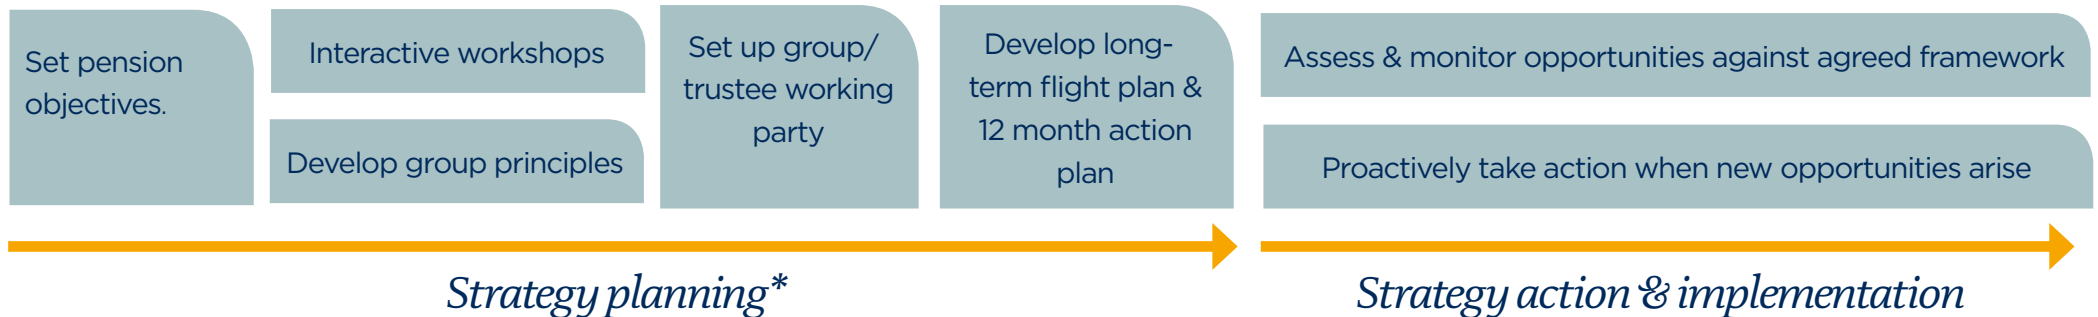 Set pension
objectives.
Interactive workshops
Develop group principles
Set up group/
trustee working
party
Develop long-
term flight plan &
12 month action
plan
Assess & monitor opportunities against agreed framework
Proactively take action when new opportunities arise
Strategy planning*
Strategy action & implementation